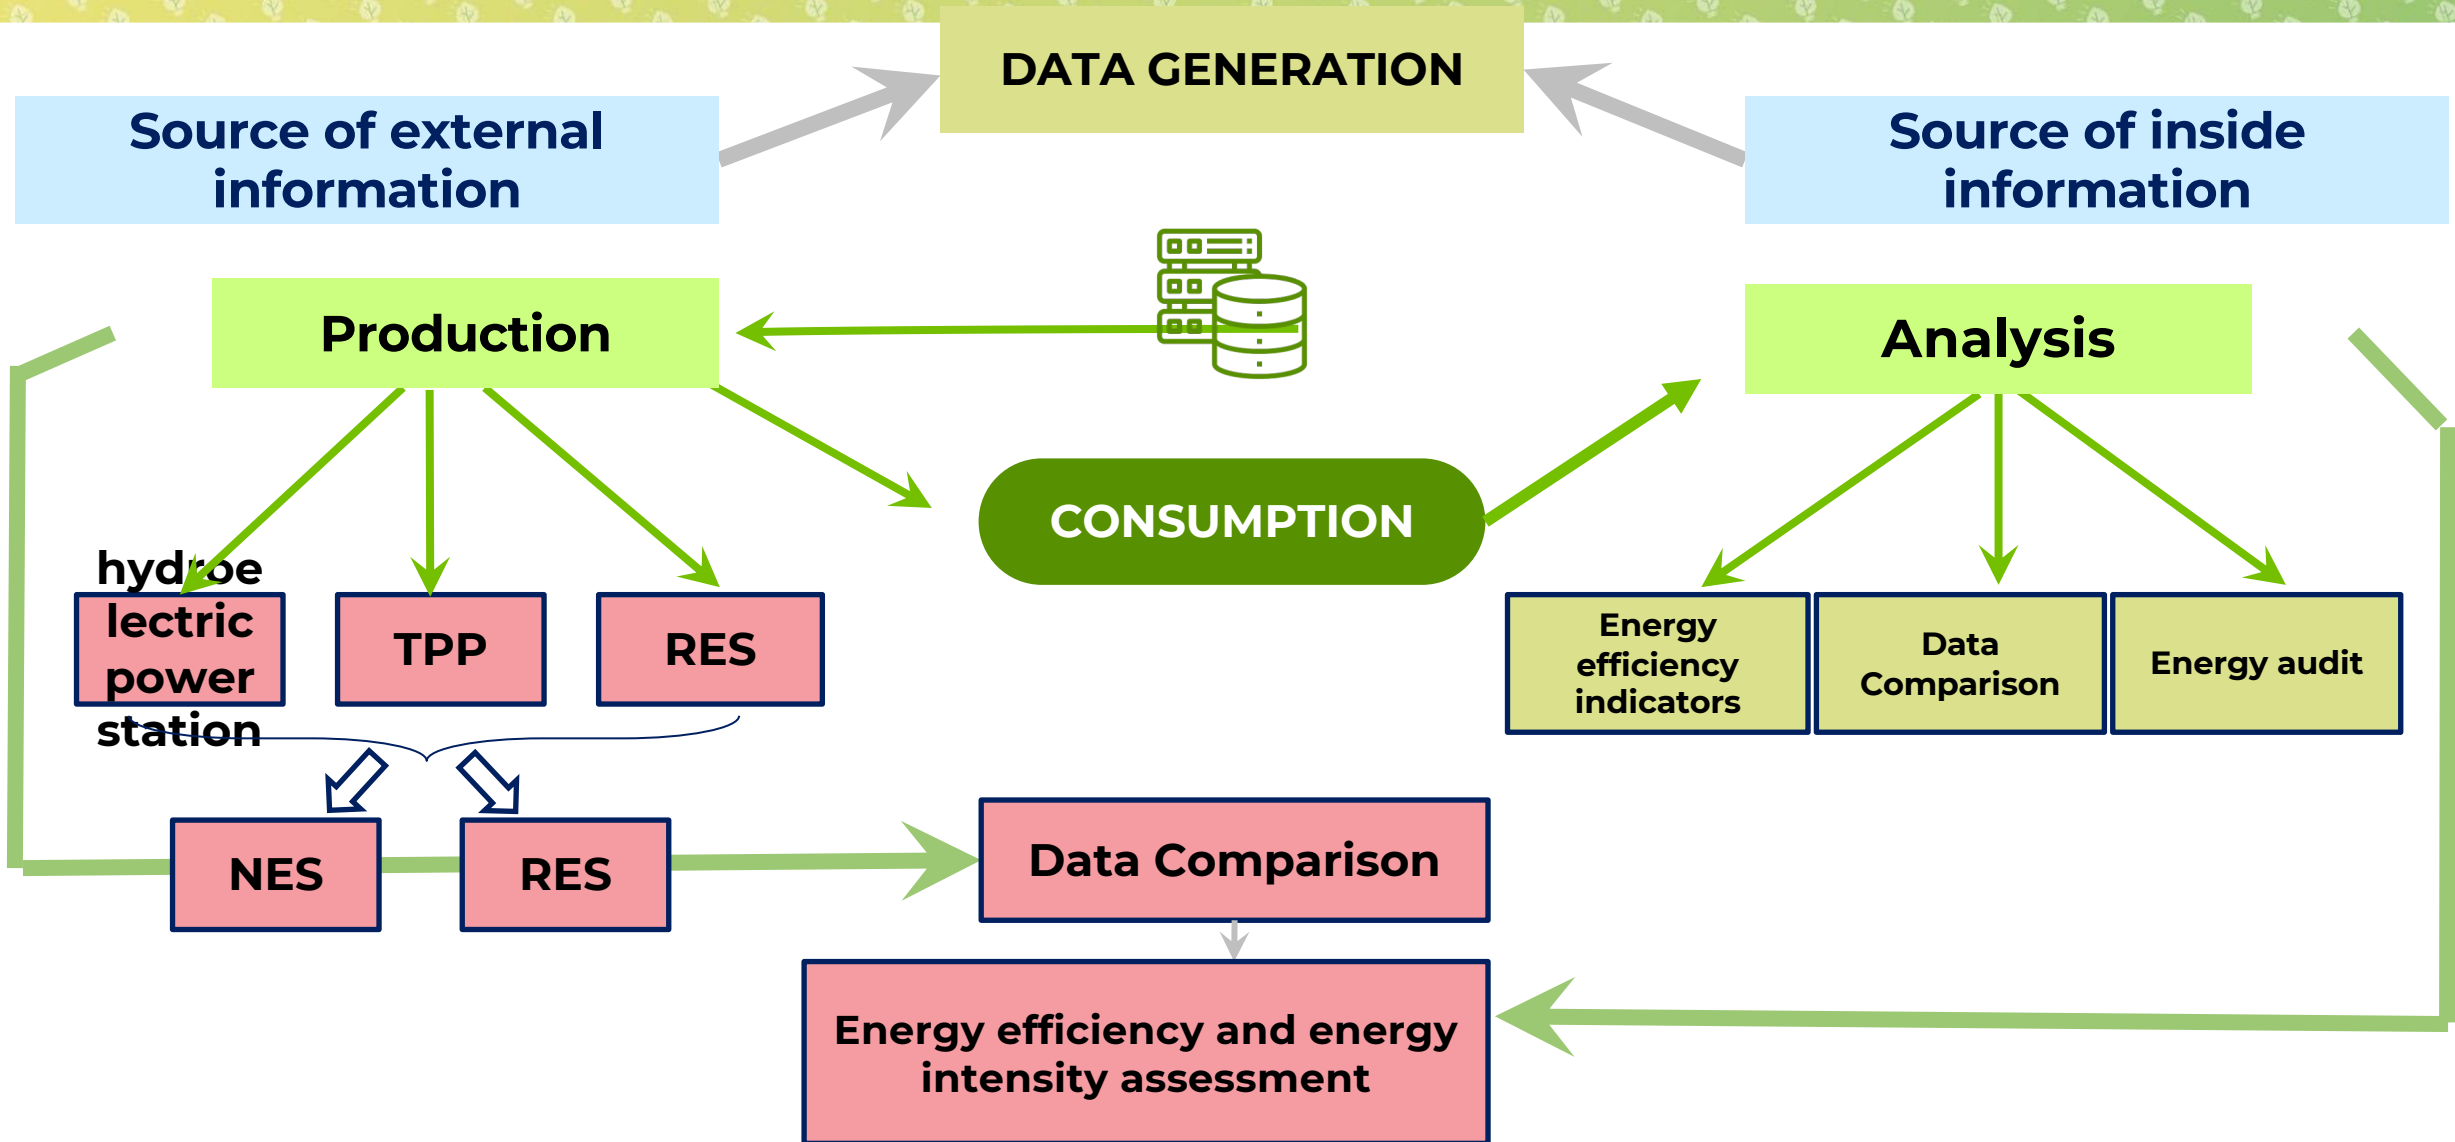 DATA GENERATION
Source of external
information
Source of inside
information
Production
Analysis
CONSUMPTION
hydroe
lectric
power
station
TPP
RES
Energy
efficiency
indicators
Data
Comparison
Energy audit
NES
RES
Data Comparison
Energy efficiency and energy
intensity assessment